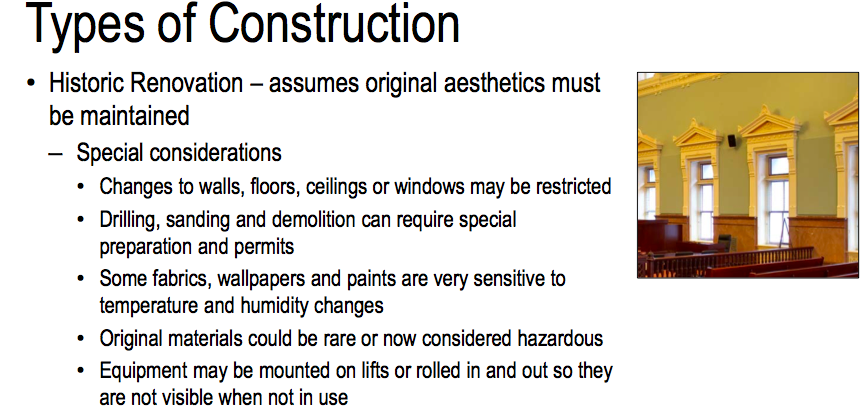 Types of Construction
• Historic Renovation – assumes original aesthetics must
be maintained
– Special considerations
• Changes to walls, floors, ceilings or windows may be restricted
• Drilling, sanding and demolition can require special
preparation and permits
• Some fabrics, wallpapers and paints are very sensitive to
temperature and humidity changes
• Original materials could be rare or now considered hazardous
• Equipment may be mounted on lifts or rolled in and out so they
are not visible when not in use